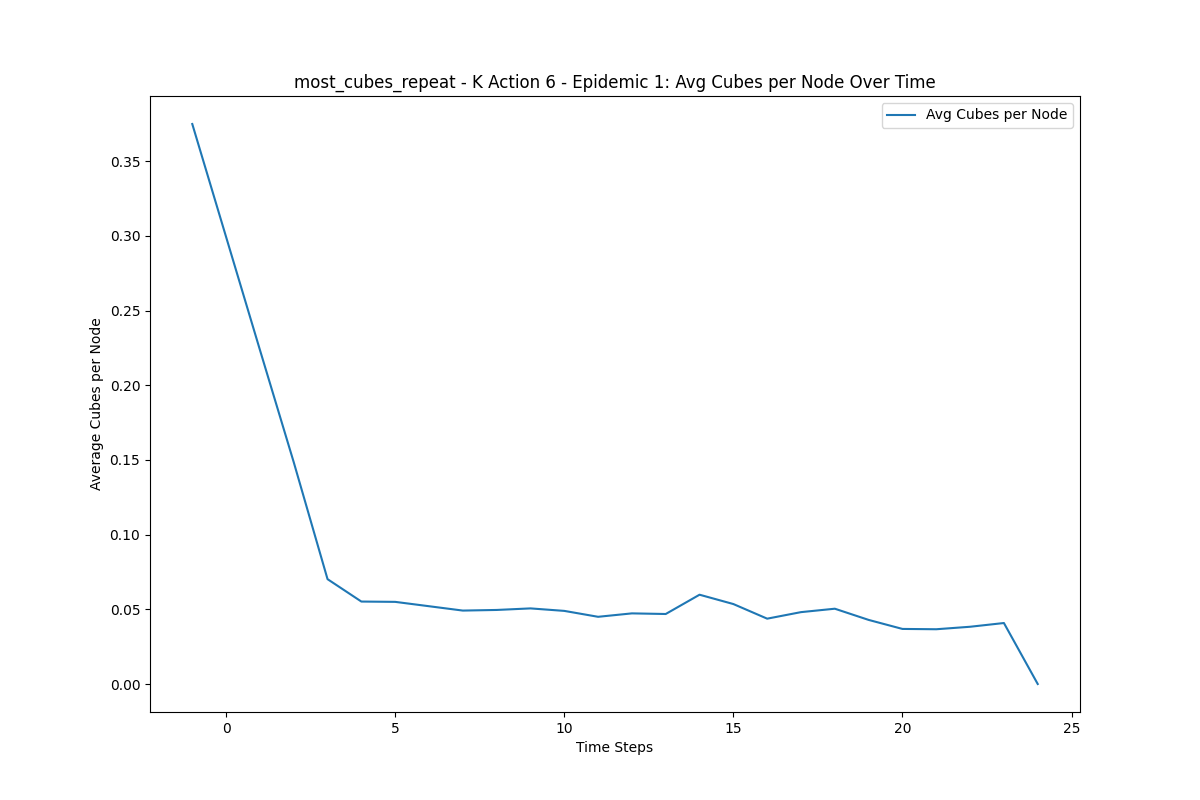 most_cubes_repeat - K Action 6 - Epidemic 1: Avg Cubes per Node Over Time
Avg Cubes per Node
Average Cubes per Node
0.35
0.30
0.25
0.20
0.15
0.10
0.05
0.00
0 5 10 15 20 25
Time Steps